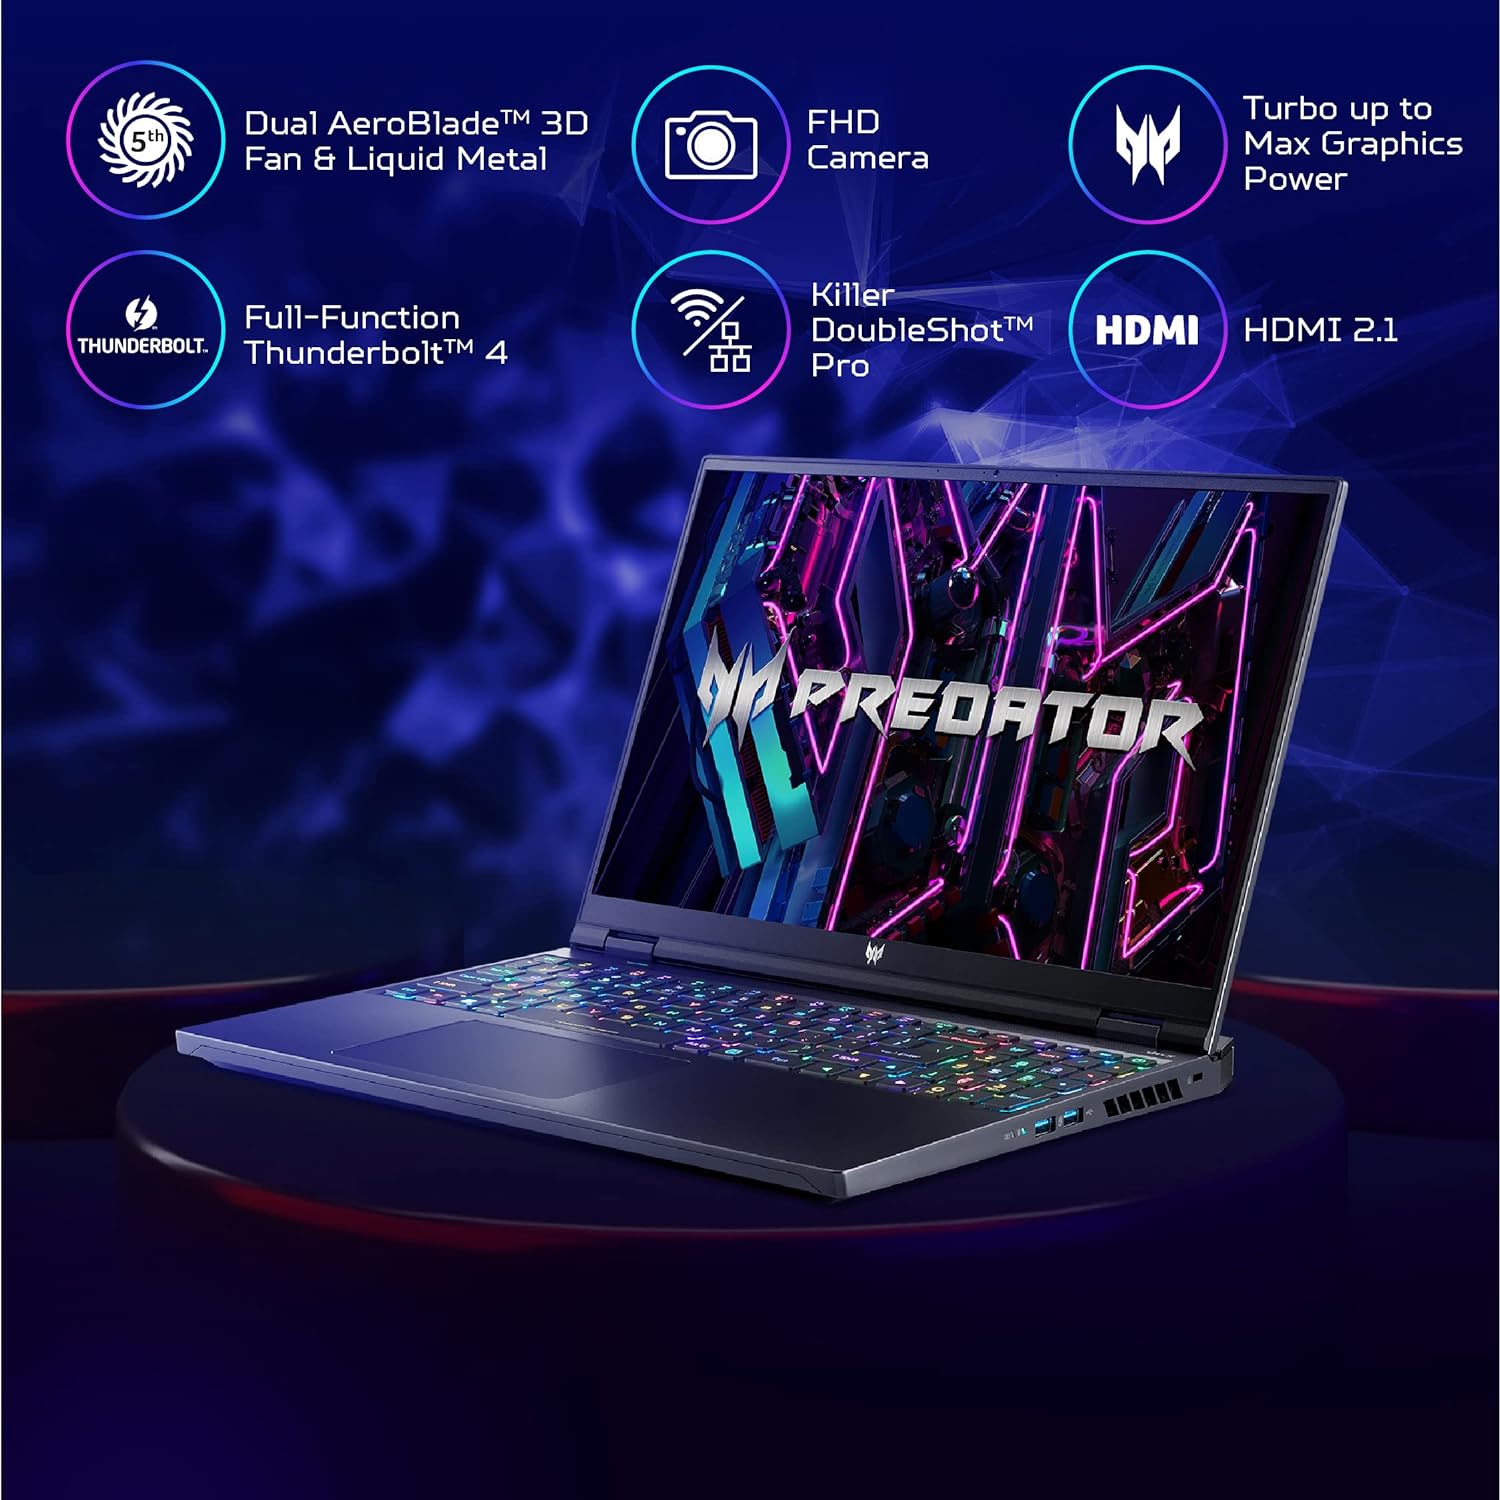 5th
Dual AeroBlade™ 3D
Fan & Liquid Metal
FHD
Camera
Turbo up to
Max Graphics
Power
THUNDERBOLT™
Full-Function
Thunderbolt™ 4
Killer
DoubleShot™
Pro
HDMI
HDMI 2.1
PREDATOR